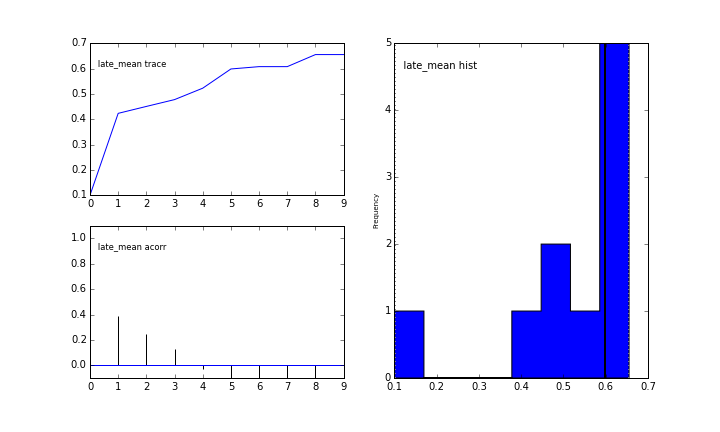 0.7
0.6
0.5
0.4
0.3
0.2
0.1
late_mean trace
0 1 2 3 4 5 6 7 8 9
1.0
0.8
0.6
0.4
0.2
0.0
late_mean acorr
0 1 2 3 4 5 6 7 8 9
5
4
3
2
1
0
Frequency
late_mean hist
0.1 0.2 0.3 0.4 0.5 0.6 0.7